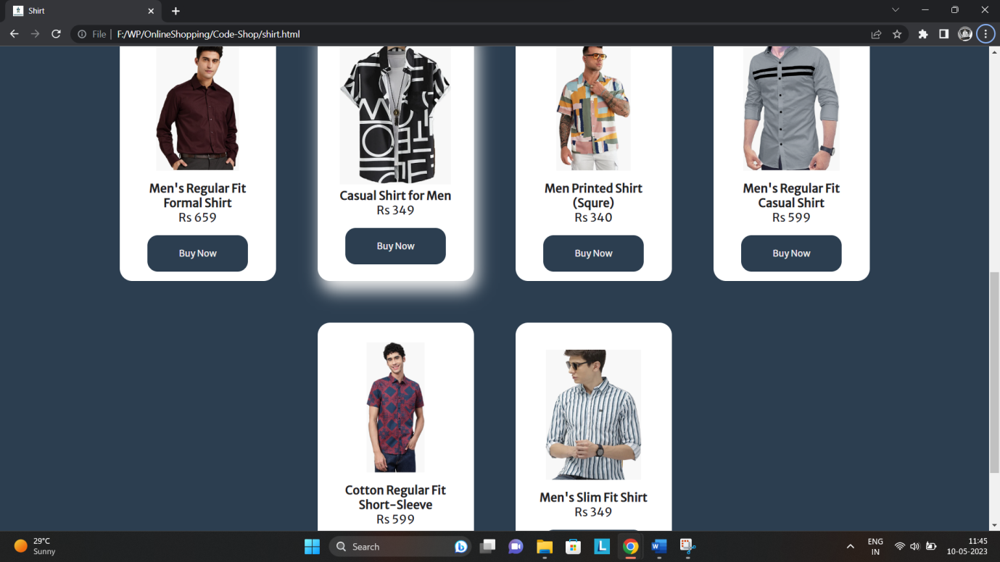 Shirt
File | F:/WP/OnlineShopping/Code-Shop/shirt.html
Men's Regular Fit
Formal Shirt
Rs 659
Buy Now
Casual Shirt for Men
Rs 349
Buy Now
Men Printed Shirt
(Squre)
Rs 340
Buy Now
Men's Regular Fit
Casual Shirt
Rs 599
Buy Now
Cotton Regular Fit
Short-Sleeve
Rs 599
Men's Slim Fit Shirt
Rs 349
29°C
Sunny
Search
ENG
IN
11:45
10-05-2023